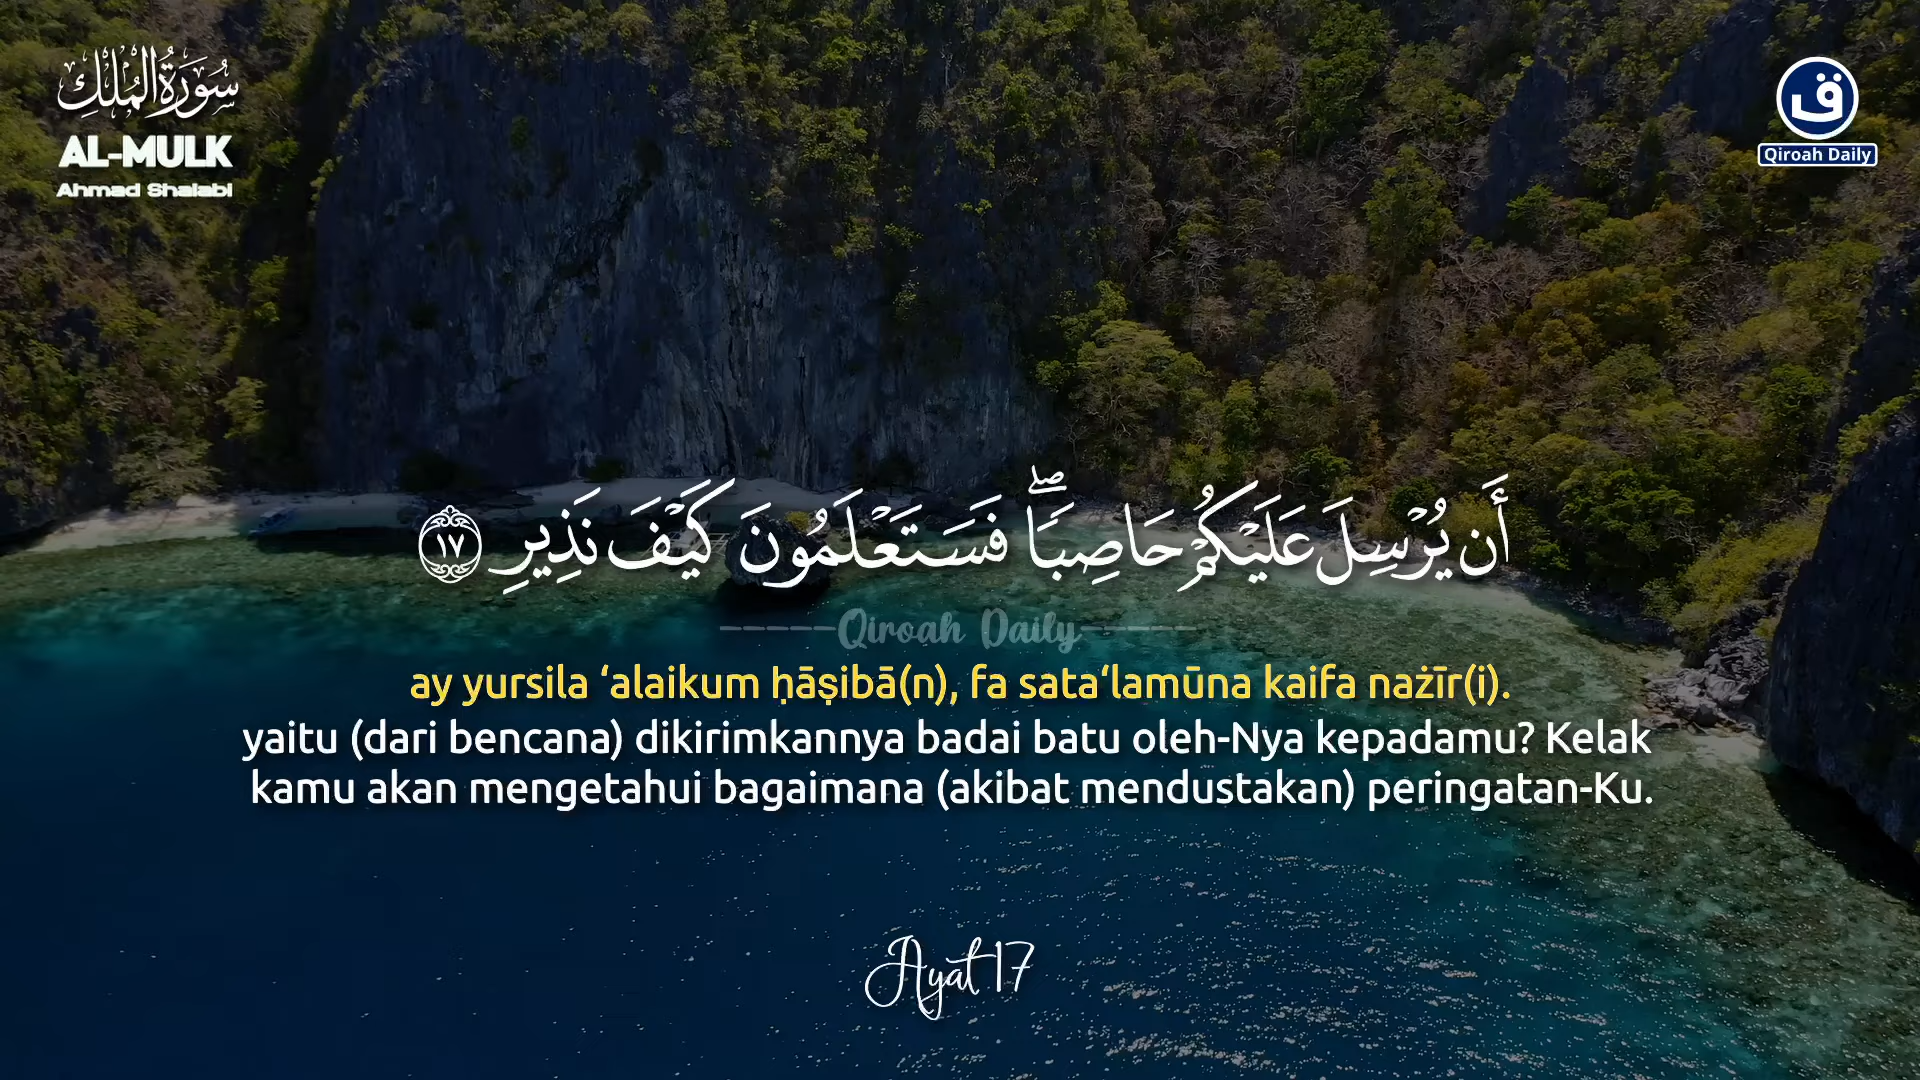 سُورَةُ الْمُلْكِ
AL-MULK
Ahmad Shalabi
ق
Qiroah Daily
أَن يُرْسِلَ عَلَيْكُمْ حَاصِبًا ۖ فَسَتَعْلَمُونَ كَيْفَ نَذِيرِ ١٧
-----Qiroah Daily-----
ay yursila ‘alaikum ḥāṣibā(n), fa sata‘lamūna kaifa nażīr(i).
yaitu (dari bencana) dikirimkannya badai batu oleh-Nya kepadamu? Kelak
kamu akan mengetahui bagaimana (akibat mendustakan) peringatan-Ku.
Ayat 17